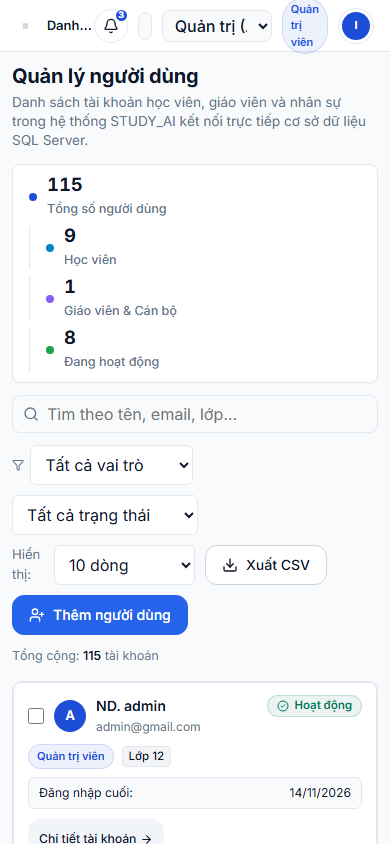 Danh...
3
Quản trị (.
Quản
trị
viên
I
Quản lý người dùng
Danh sách tài khoản học viên, giáo viên và nhân sự
trong hệ thống STUDY_AI kết nối trực tiếp cơ sở dữ liệu
SQL Server.
115
Tổng số người dùng
9
Học viên
1
Giáo viên & Cán bộ
8
Đang hoạt động
Tìm theo tên, email, lớp...
Tất cả vai trò
Tất cả trạng thái
Hiển
thị:
10 dòng
Xuất CSV
Thêm người dùng
Tổng cộng: 115 tài khoản
A
ND. admin
Hoạt động
admin@gmail.com
Quản trị viên
Lớp 12
Đăng nhập cuối:
14/11/2026
Chi tiết tài khoản →